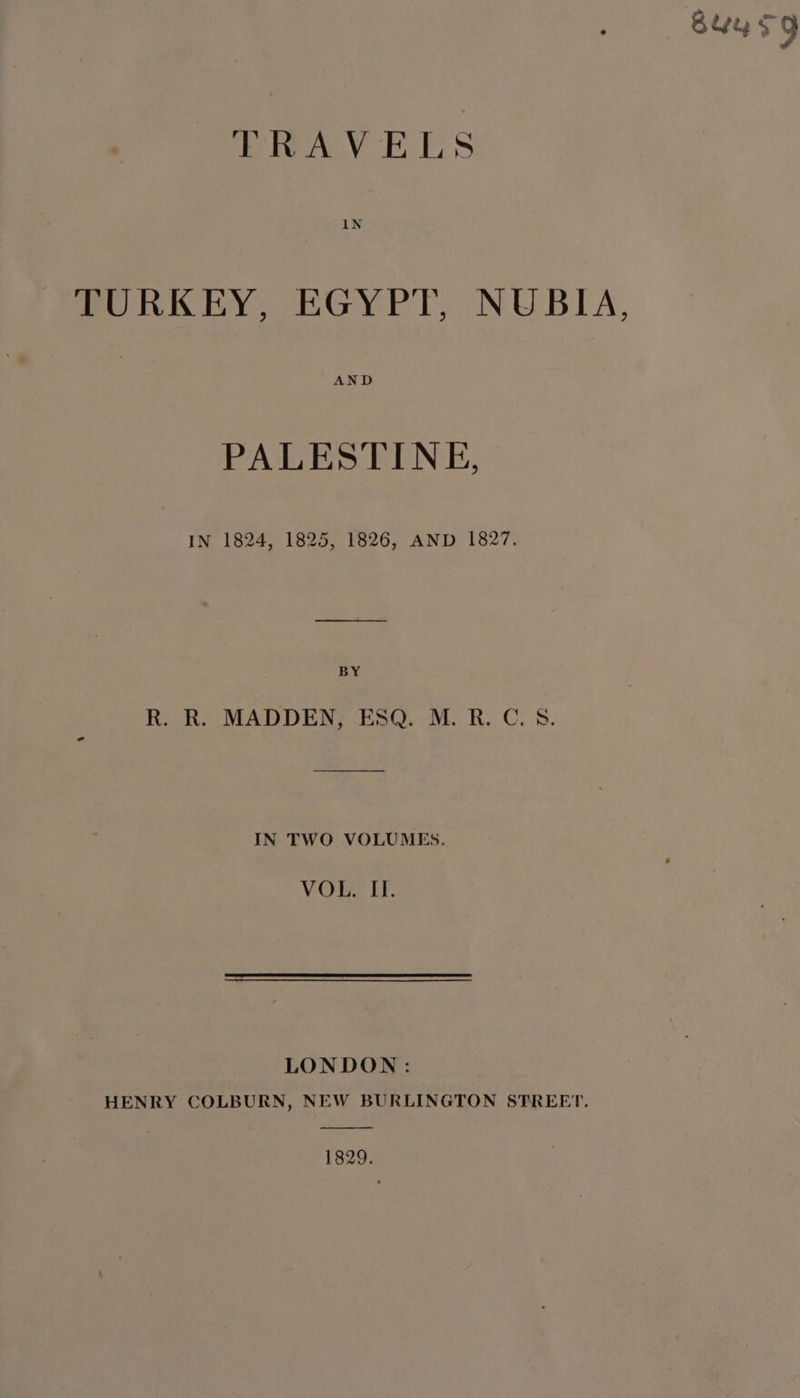 84459
TRAVELS
IN
TURKEY, EGYPT, NUBIA,
AND
PALESTINE,
IN 1824, 1825, 1826, AND 1827.
BY
R. R. MADDEN, ESQ. M. R. C. S.
IN TWO VOLUMES.
VOL. II.
LONDON:
HENRY COLBURN, NEW BURLINGTON STREET.
1829.